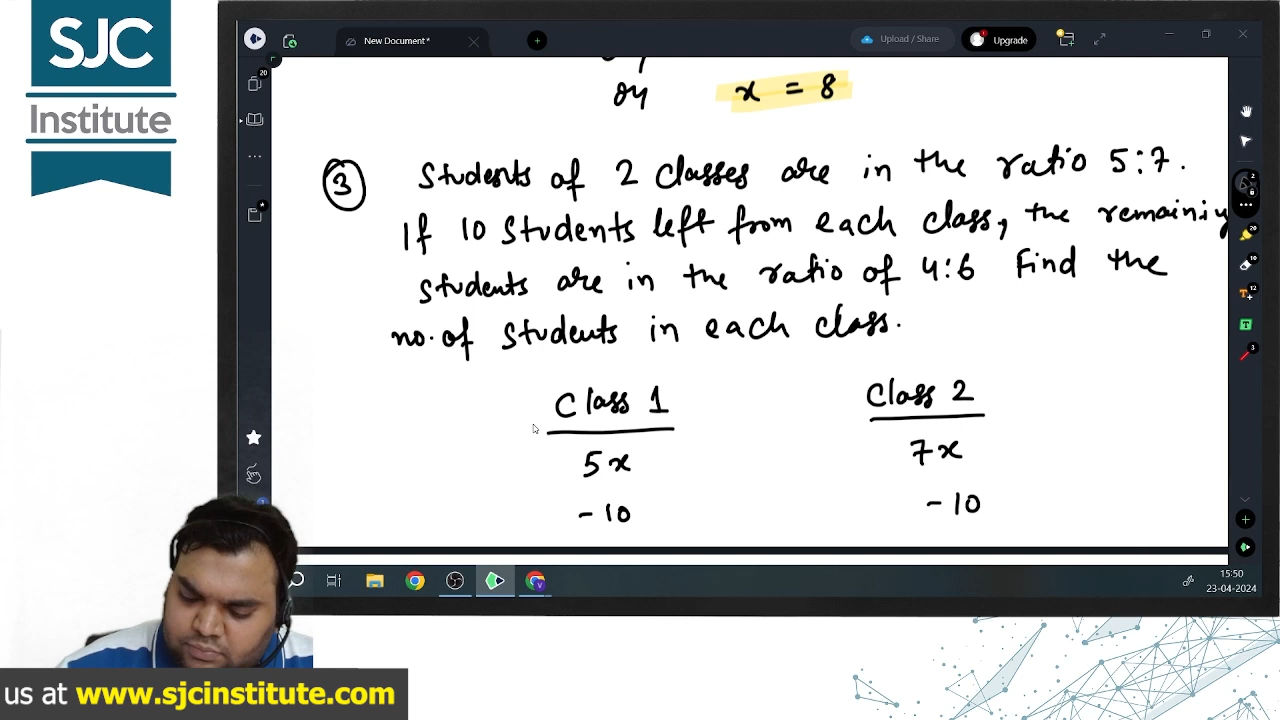 SJC
Institute
New Document*
Upload / Share
Upgrade
or x = 8
3 Students of 2 classes are in the ratio 5:7.
If 10 students left from each class, the remaining
students are in the ratio of 4:6 Find the
no. of students in each class.
Class 1 Class 2
5x 7x
- 10 - 10
15:50
23-04-2024
us at www.sjcinstitute.com